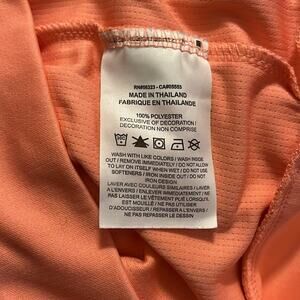 RN#56323 - CA#05553
MADE IN THAILAND
FABRIQUE EN THAILANDE
100% POLYESTER
EXCLUSIVE OF DECORATION /
DECORATION NON COMPRISE
WASH WITH LIKE COLORS / WASH INSIDE
OUT / REMOVE IMMEDIATELY / DO NOT ALLOW
TO LAY ON ITSELF WHEN WET / DO NOT USE
SOFTENERS / IRON INSIDE OUT / DO NOT
IRON DESIGN
LAVER AVEC COULEURS SIMILAIRES / LAVER
À L'ENVERS / ENLEVER IMMÉDIATEMENT / NE
PAS LAISSER LE VÊTEMENT PLIÉ LORSQU'IL
EST MOUILLÉ / NE PAS UTILISER
D'ADOUCISSEUR / REPASSER À L'ENVERS /
NE PAS REPASSER LE DESSIN